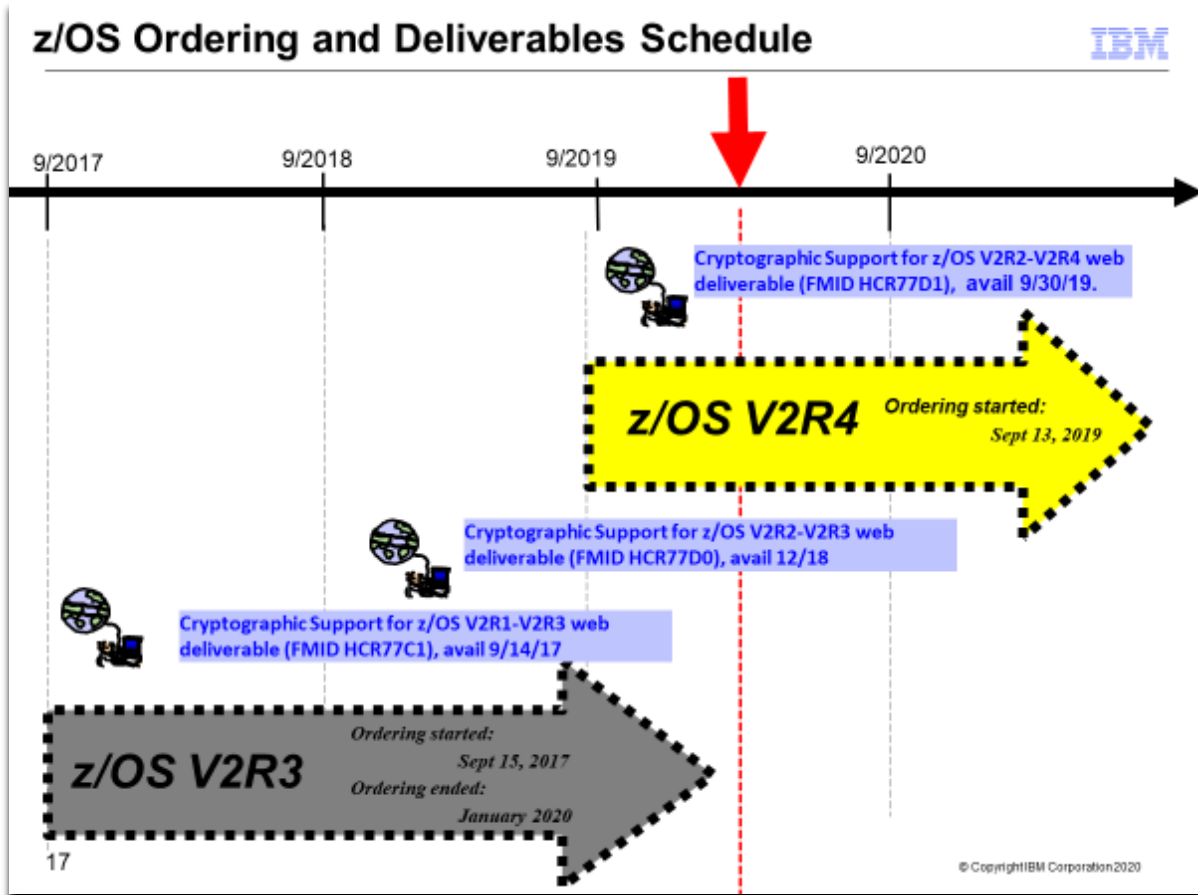 z/OS Ordering and Deliverables Schedule
IBM
9/2017
9/2018
9/2019
9/2020
Cryptographic Support for z/OS V2R2-V2R4 web
deliverable (FMID HCR77D1), avail 9/30/19.
z/OS V2R4
Ordering started:
Sept 13, 2019
Cryptographic Support for z/OS V2R2-V2R3 web
deliverable (FMID HCR77D0), avail 12/18
Cryptographic Support for z/OS V2R1-V2R3 web
deliverable (FMID HCR77C1), avail 9/14/17
z/OS V2R3
Ordering started:
Sept 15, 2017
Ordering ended:
January 2020
17
© Copyright IBM Corporation 2020